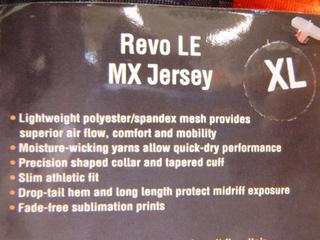 Revo LE
MX Jersey
XL
• Lightweight polyester/spandex mesh provides
superior air flow, comfort and mobility
• Moisture-wicking yarns allow quick-dry performance
• Precision shaped collar and tapered cuff
• Slim athletic fit
• Drop-tail hem and long length protect midriff exposure
• Fade-free sublimation prints